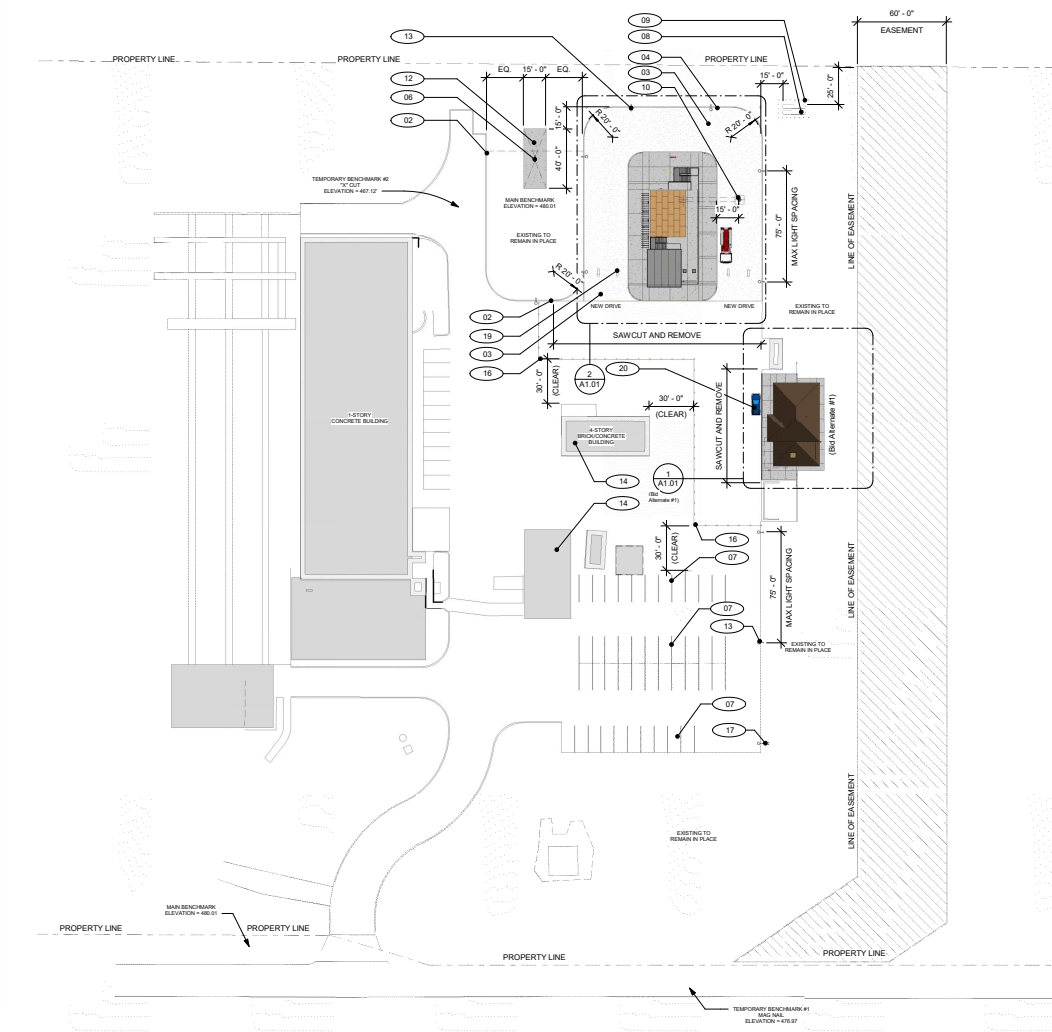 09
60' - 0"
08
EASEMENT
13
PROPERTY LINE
PROPERTY LINE
04
PROPERTY LINE
03
10
EQ.
15' - 0"
EQ.
15' - 0"
25' - 0"
12
06
02
15' - 0"
R 20' - 0"
R 20' - 0"
40' - 0"
TEMPORARY BENCHMARK #2
"X" CUT
ELEVATION = 467.12'
MAIN BENCHMARK
ELEVATION = 480.01
15' - 0"
75' - 0"
MAX LIGHT SPACING
LINE OF EASEMENT
EXISTING TO
REMAIN IN PLACE
R 20' - 0"
NEW DRIVE
NEW DRIVE
EXISTING TO
REMAIN IN PLACE
02
19
03
16
SAWCUT AND REMOVE
30' - 0"
(CLEAR)
2
A1.01
20
30' - 0"
(CLEAR)
SAWCUT AND REMOVE
(Bid Alternate #1)
1-STORY
CONCRETE BUILDING
4-STORY
BRICK/CONCRETE
BUILDING
14
1
A1.01
(Bid
Alternate #1)
14
16
30' - 0"
(CLEAR)
07
75' - 0"
MAX LIGHT SPACING
LINE OF EASEMENT
07
13
EXISTING TO
REMAIN IN PLACE
07
17
LINE OF EASEMENT
EXISTING TO
REMAIN IN PLACE
MAIN BENCHMARK
ELEVATION = 480.01
PROPERTY LINE
PROPERTY LINE
PROPERTY LINE
PROPERTY LINE
TEMPORARY BENCHMARK #1
MAG NAIL
ELEVATION = 476.97